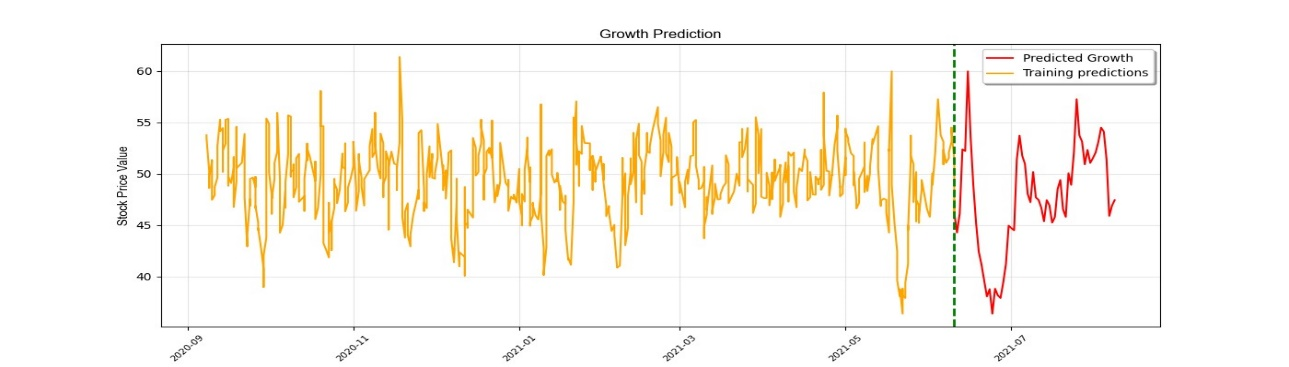 Growth Prediction
Predicted Growth
Training predictions
Stock Price Value
60
55
50
45
40
2020-09
2020-11
2021-01
2021-03
2021-05
2021-07